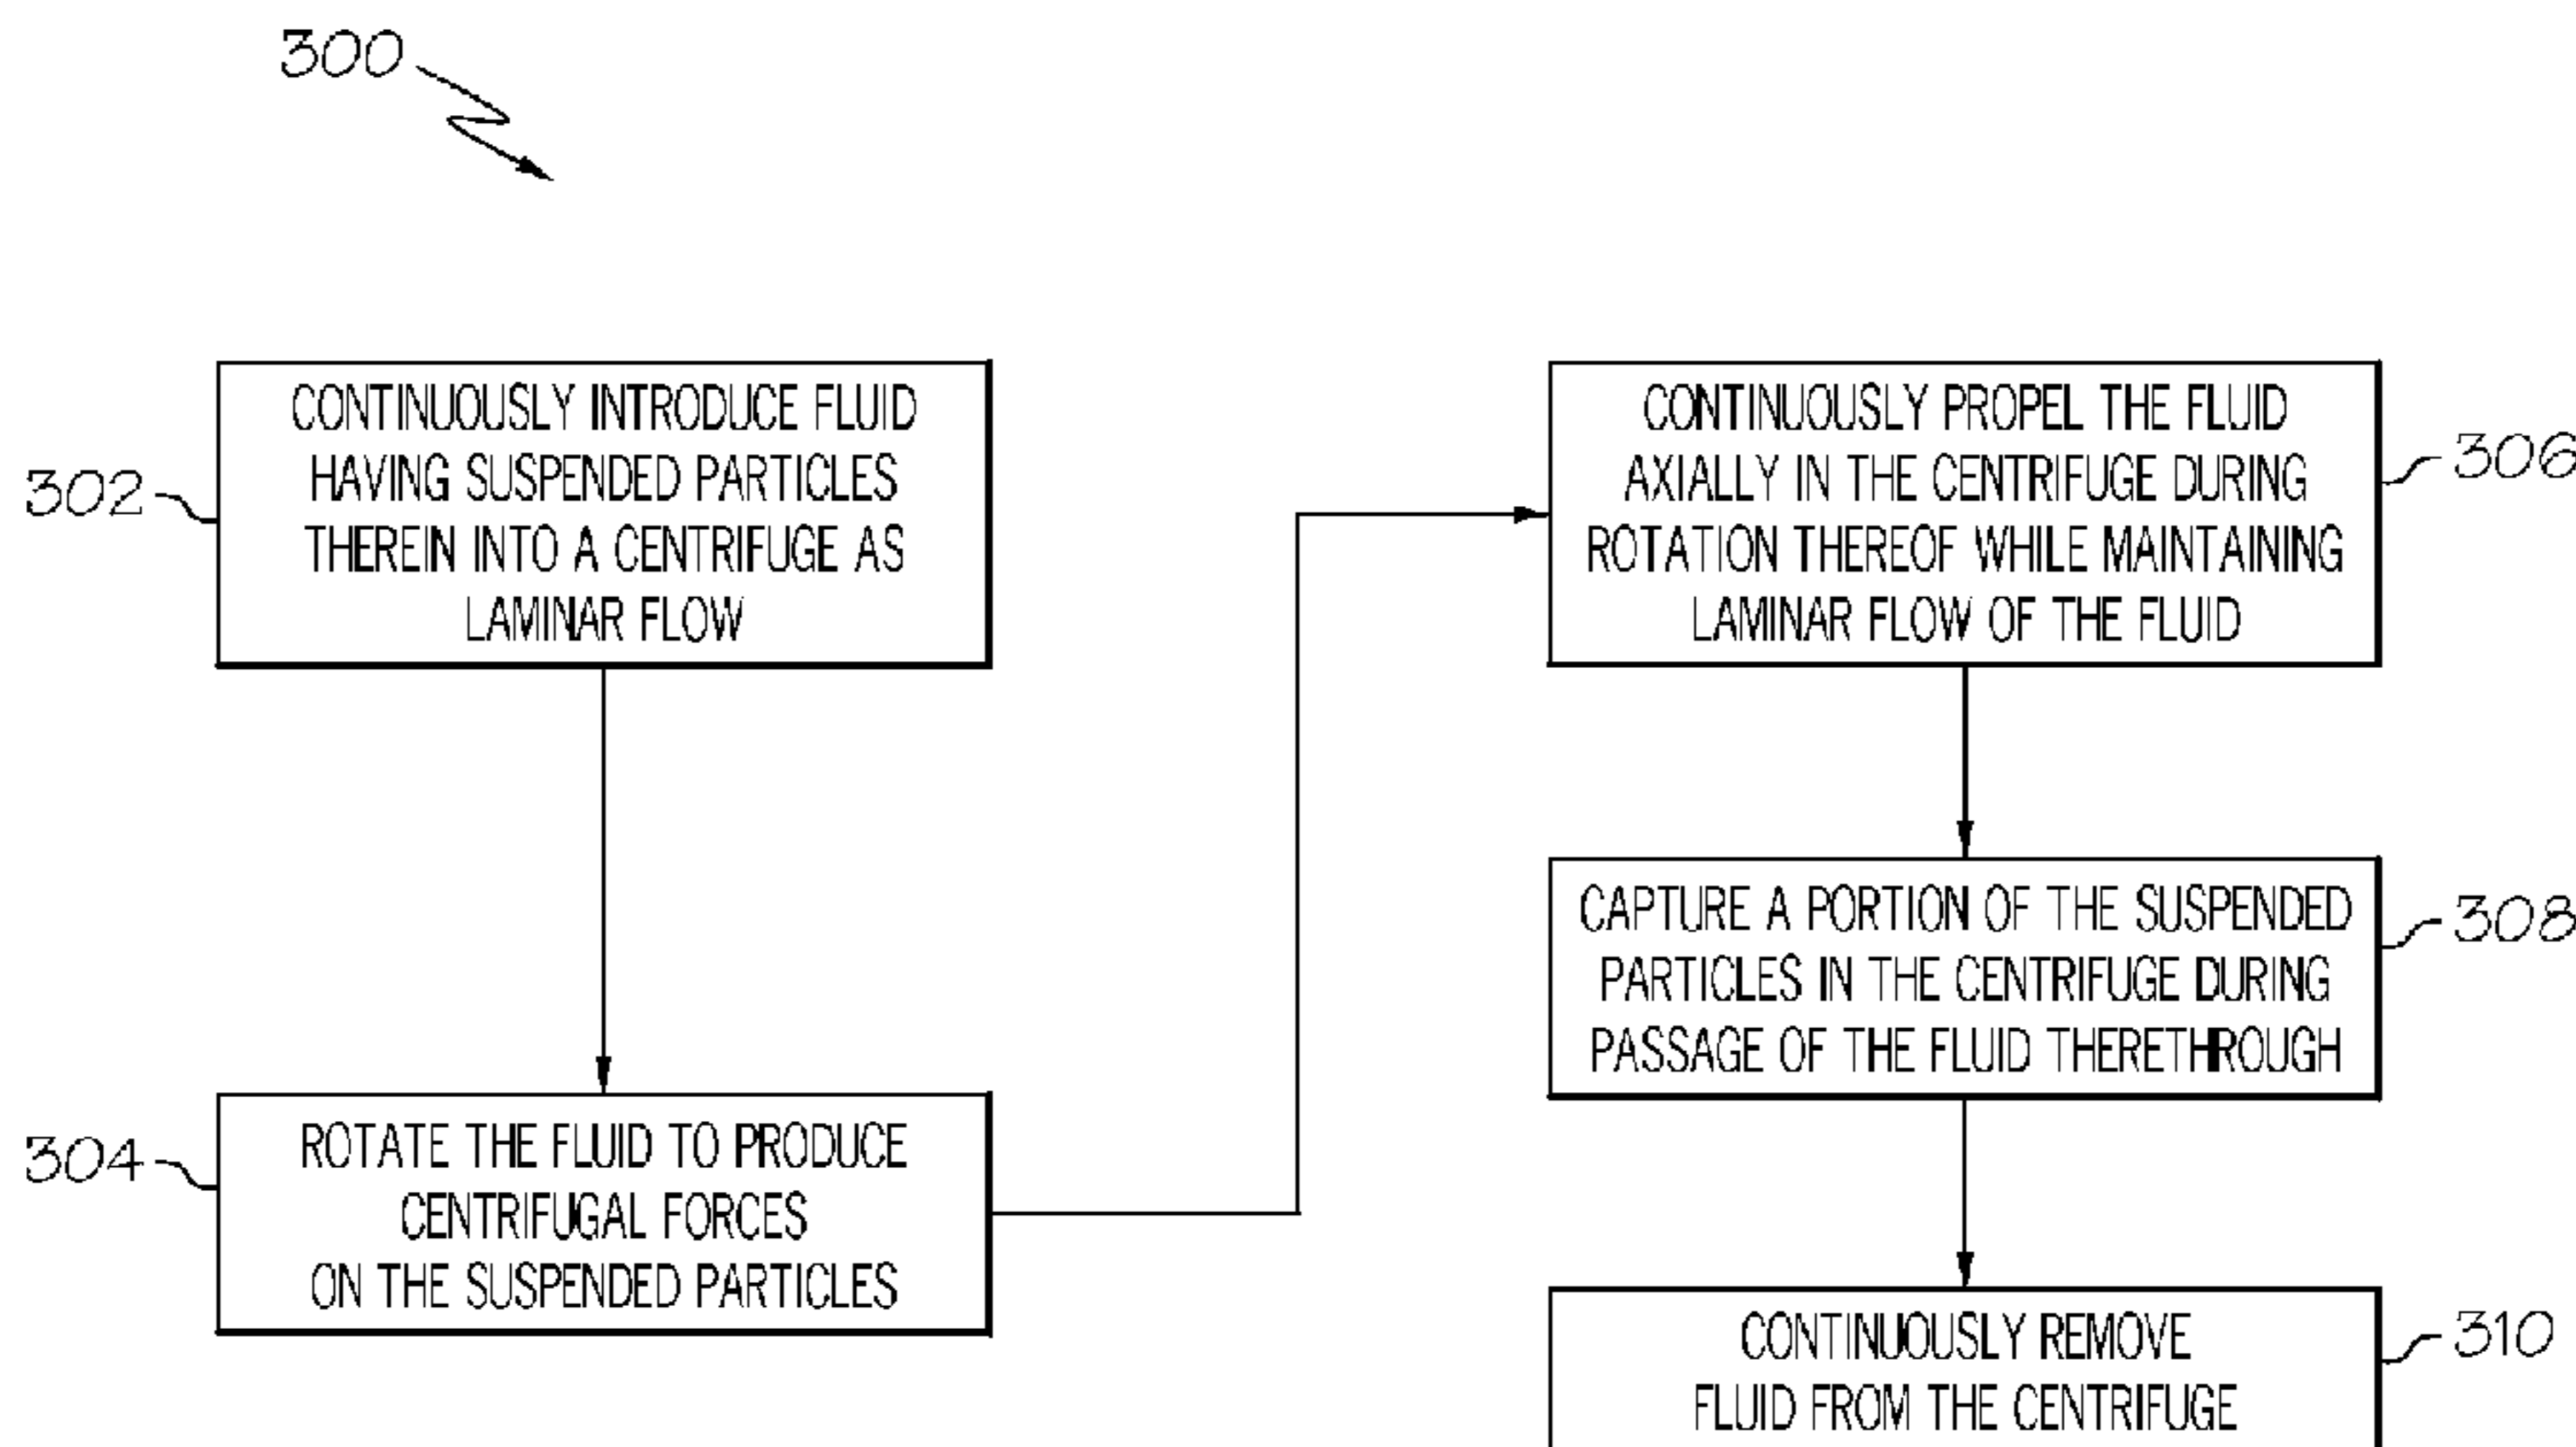 300
302
CONTINUOUSLY INTRODUCE FLUID
HAVING SUSPENDED PARTICLES
THEREIN INTO A CENTRIFUGE AS
LAMINAR FLOW
304
ROTATE THE FLUID TO PRODUCE
CENTRIFUGAL FORCES
ON THE SUSPENDED PARTICLES
CONTINUOUSLY PROPEL THE FLUID
AXIALLY IN THE CENTRIFUGE DURING
ROTATION THEREOF WHILE MAINTAINING
LAMINAR FLOW OF THE FLUID
306
CAPTURE A PORTION OF THE SUSPENDED
PARTICLES IN THE CENTRIFUGE DURING
PASSAGE OF THE FLUID THERETHROUGH
308
CONTINUOUSLY REMOVE
FLUID FROM THE CENTRIFUGE
310